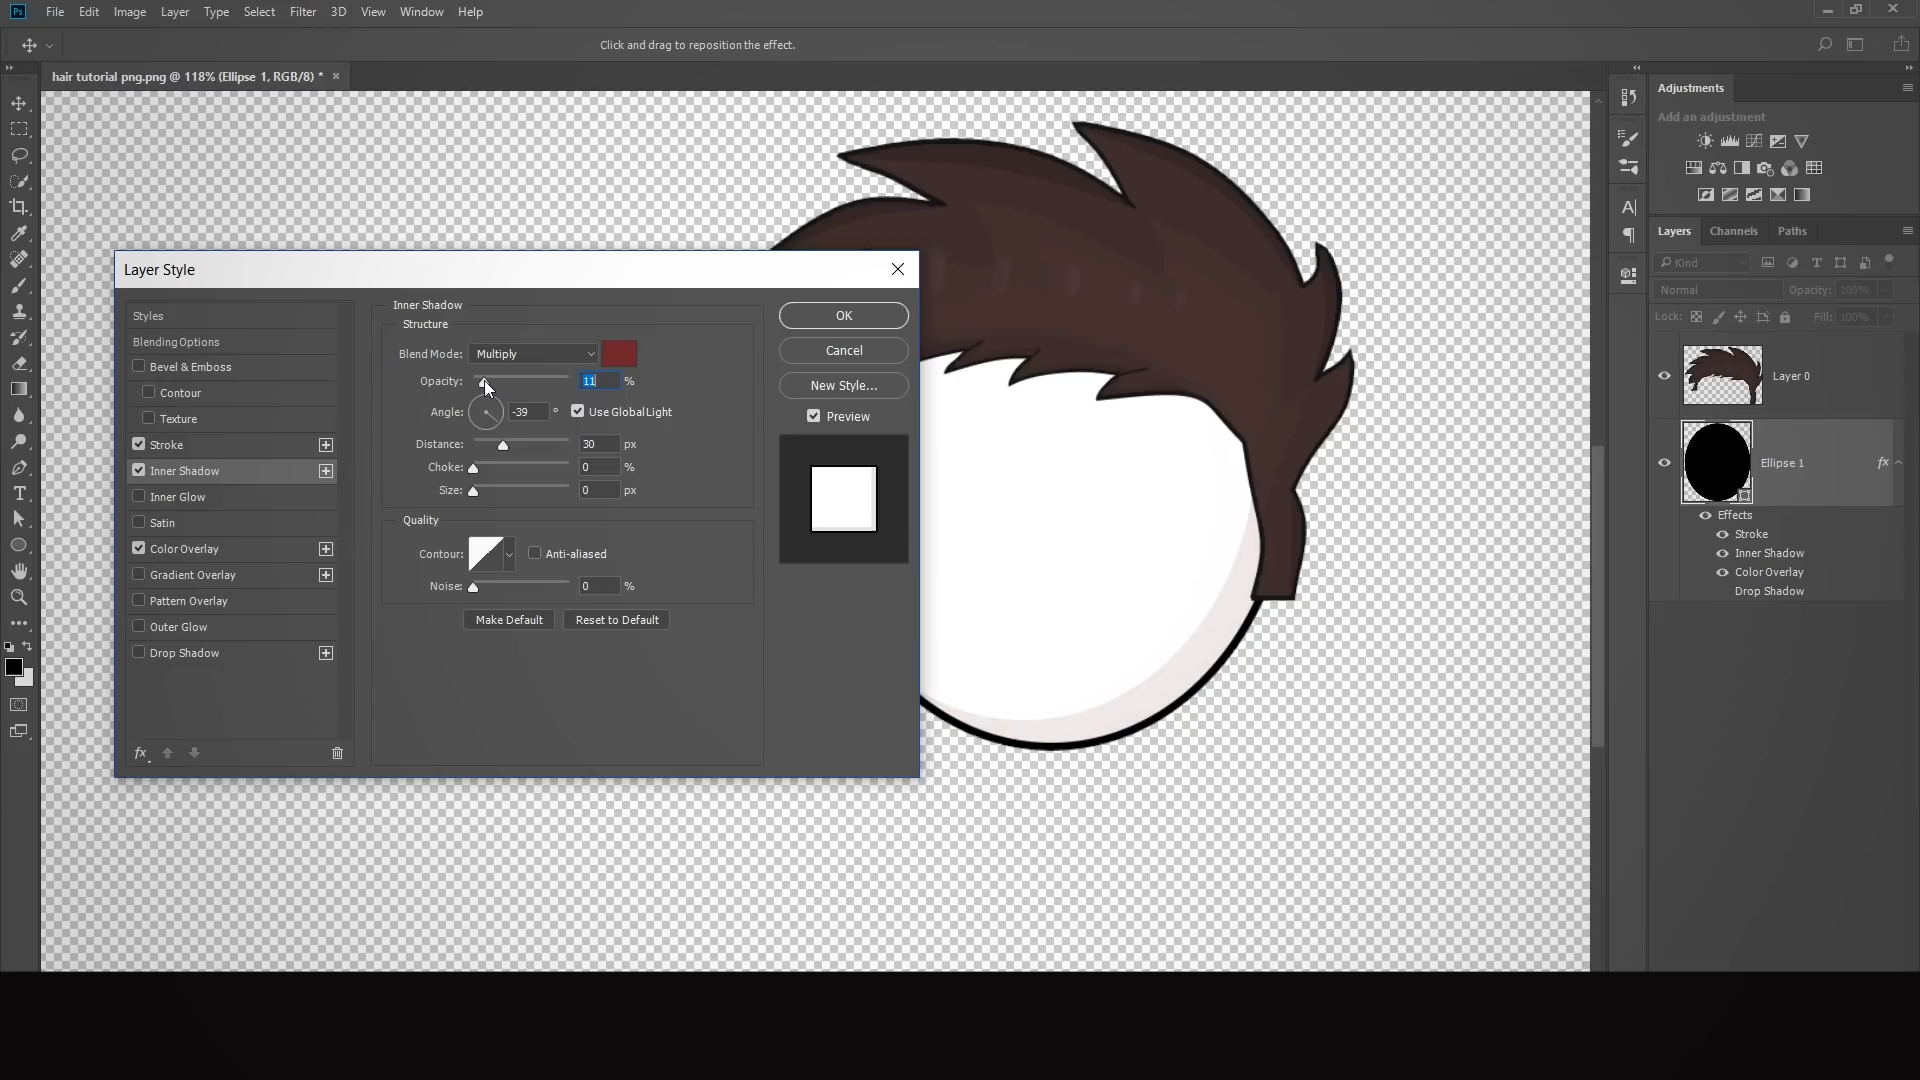 Ps File Edit Image Layer Type Select Filter 3D View Window Help
Click and drag to reposition the effect.
hair tutorial png.png @ 118% (Ellipse 1, RGB/8) *
Layer Style
Styles
Blending Options
Bevel & Emboss
Contour
Texture
Stroke
Inner Shadow
Inner Glow
Satin
Color Overlay
Gradient Overlay
Pattern Overlay
Outer Glow
Drop Shadow
fx
Inner Shadow
Structure
Blend Mode: Multiply
Opacity: 11 %
Angle: -39 ° Use Global Light
Distance: 30 px
Choke: 0 %
Size: 0 px
Quality
Contour: Anti-aliased
Noise: 0 %
Make Default Reset to Default
OK
Cancel
New Style...
Preview
Adjustments
Add an adjustment
Layers Channels Paths
Kind
Normal Opacity: 100%
Lock: Fill: 100%
Layer 0
Ellipse 1 fx
Effects
Stroke
Inner Shadow
Color Overlay
Drop Shadow